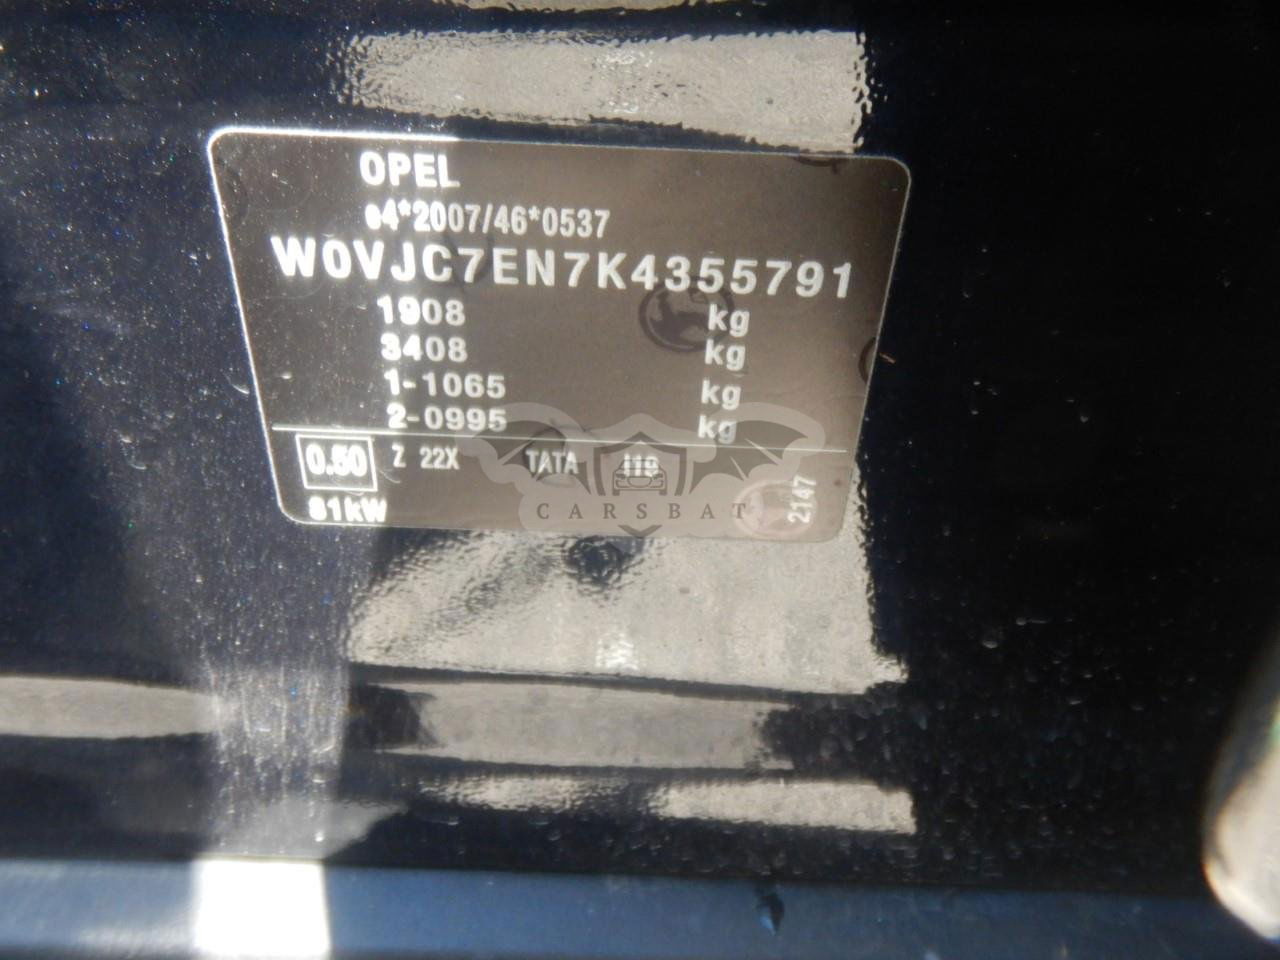 OPEL
e4*2007/46*0537
W0VJC7EN7K4355791
1908 kg
3408 kg
1-1065 kg
2-0995 kg
0.50 Z 22X TATA
81kW
2147
CARSBAT